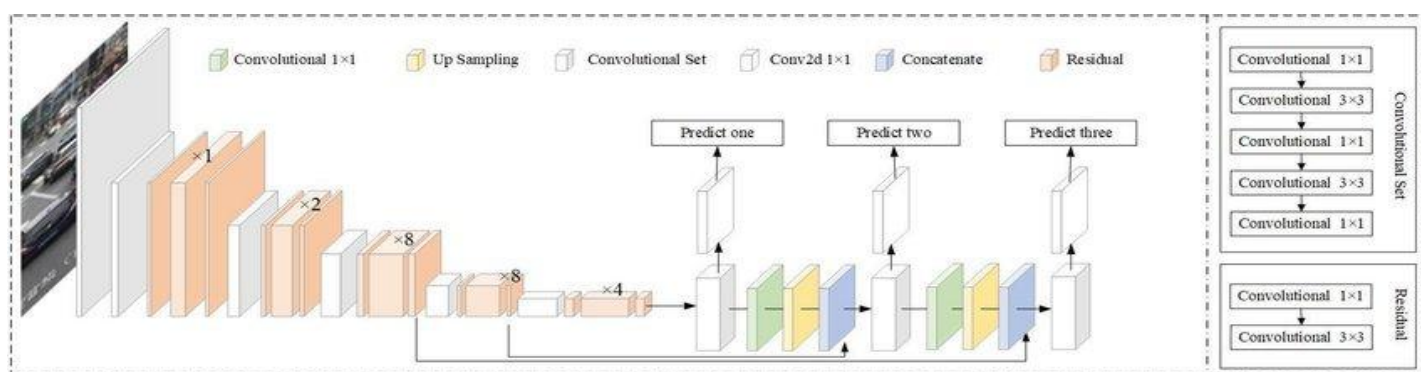 Convolutional 1×1
Up Sampling
Convolutional Set
Conv2d 1×1
Concatenate
Residual
×1
×2
×8
×8
×4
Predict one
Predict two
Predict three
Convolutional 1×1
Convolutional 3×3
Convolutional 1×1
Convolutional 3×3
Convolutional 1×1
Convolutional Set
Convolutional 1×1
Convolutional 3×3
Residual